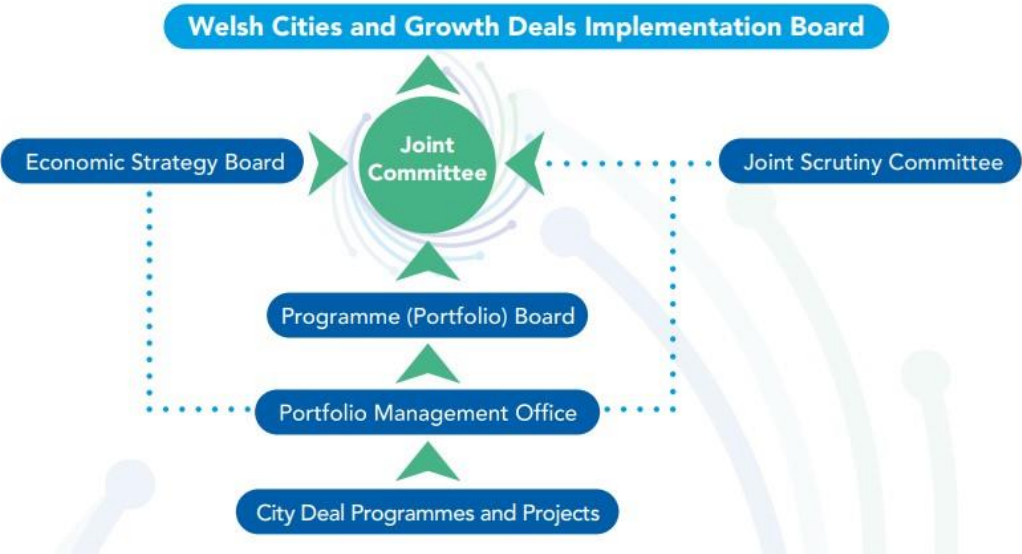 Welsh Cities and Growth Deals Implementation Board
Joint
Committee
Economic Strategy Board
Joint Scrutiny Committee
Programme (Portfolio) Board
Portfolio Management Office
City Deal Programmes and Projects